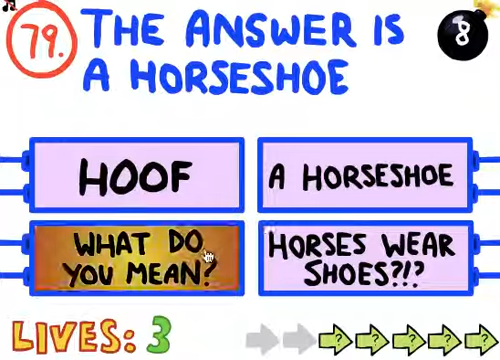 79.
THE ANSWER IS
A HORSESHOE
8
HOOF
A HORSESHOE
WHAT DO
YOU MEAN?
HORSES WEAR
SHOES?!?
LIVES: 3
? ? ? ? ?